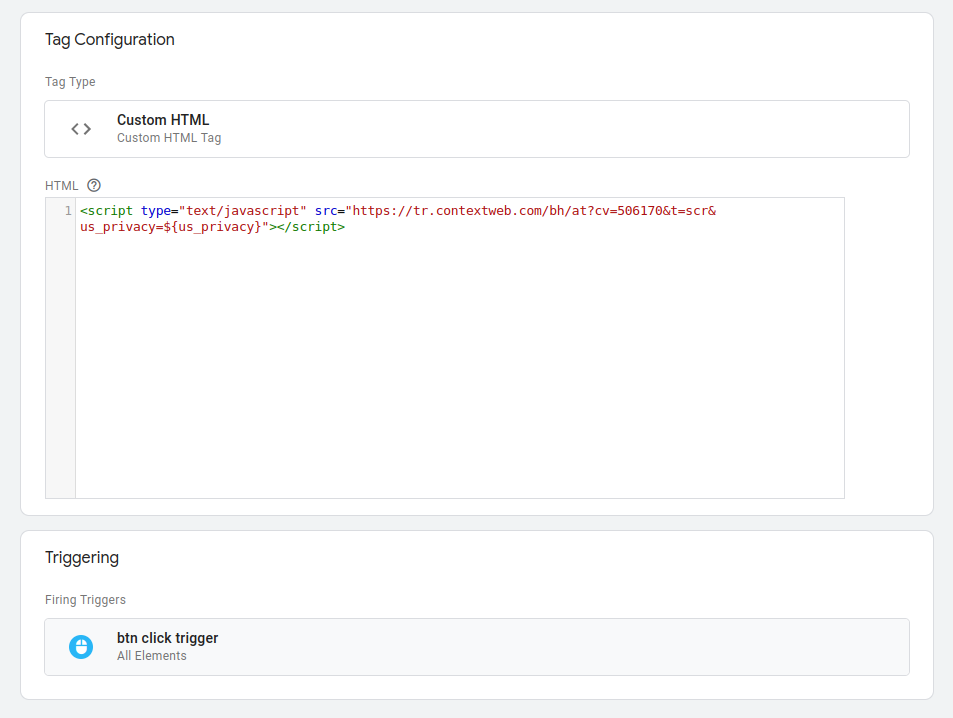 Tag Configuration
Tag Type
Custom HTML
Custom HTML Tag
HTML
1 <script type="text/javascript" src="https://tr.contextweb.com/bh/at?cv=506170&t=scr&
us_privacy=${us_privacy}"></script>
Triggering
Firing Triggers
btn click trigger
All Elements